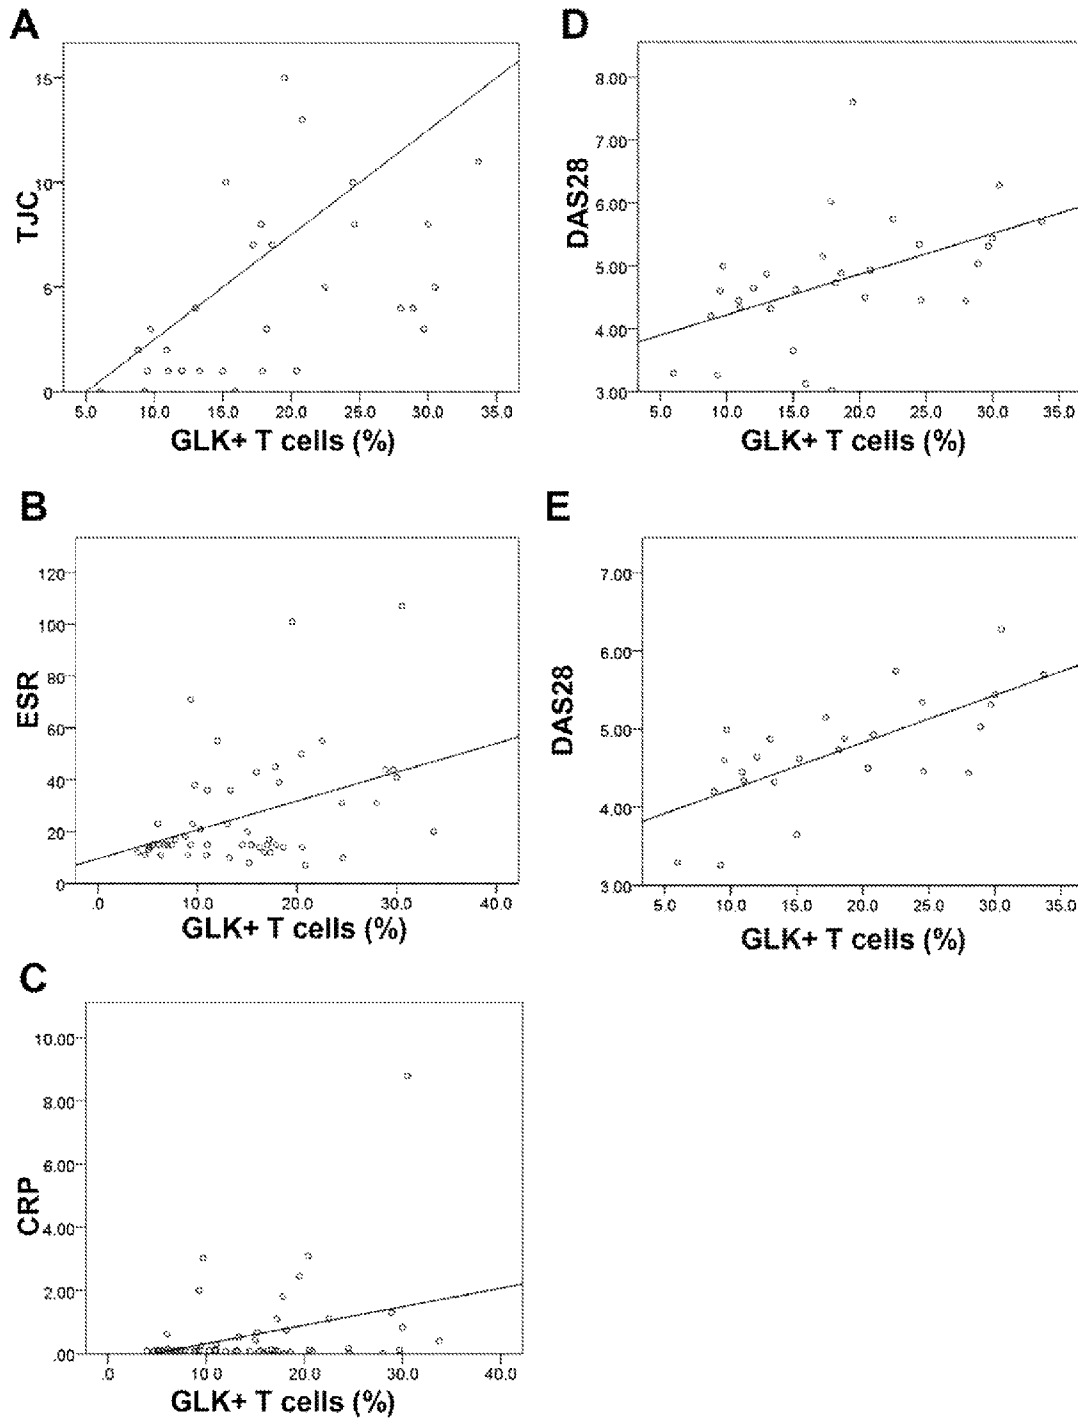 A
TJC
15
10
5
0
5.0 10.0 15.0 20.0 25.0 30.0 35.0
GLK+ T cells (%)
D
DAS28
8.00
7.00
6.00
5.00
4.00
3.00
5.0 10.0 15.0 20.0 25.0 30.0 35.0
GLK+ T cells (%)
B
ESR
120
100
80
60
40
20
0
.0 10.0 20.0 30.0 40.0
GLK+ T cells (%)
E
DAS28
7.00
6.00
5.00
4.00
3.00
5.0 10.0 15.0 20.0 25.0 30.0 35.0
GLK+ T cells (%)
C
CRP
10.00
8.00
6.00
4.00
2.00
.00
.0 10.0 20.0 30.0 40.0
GLK+ T cells (%)